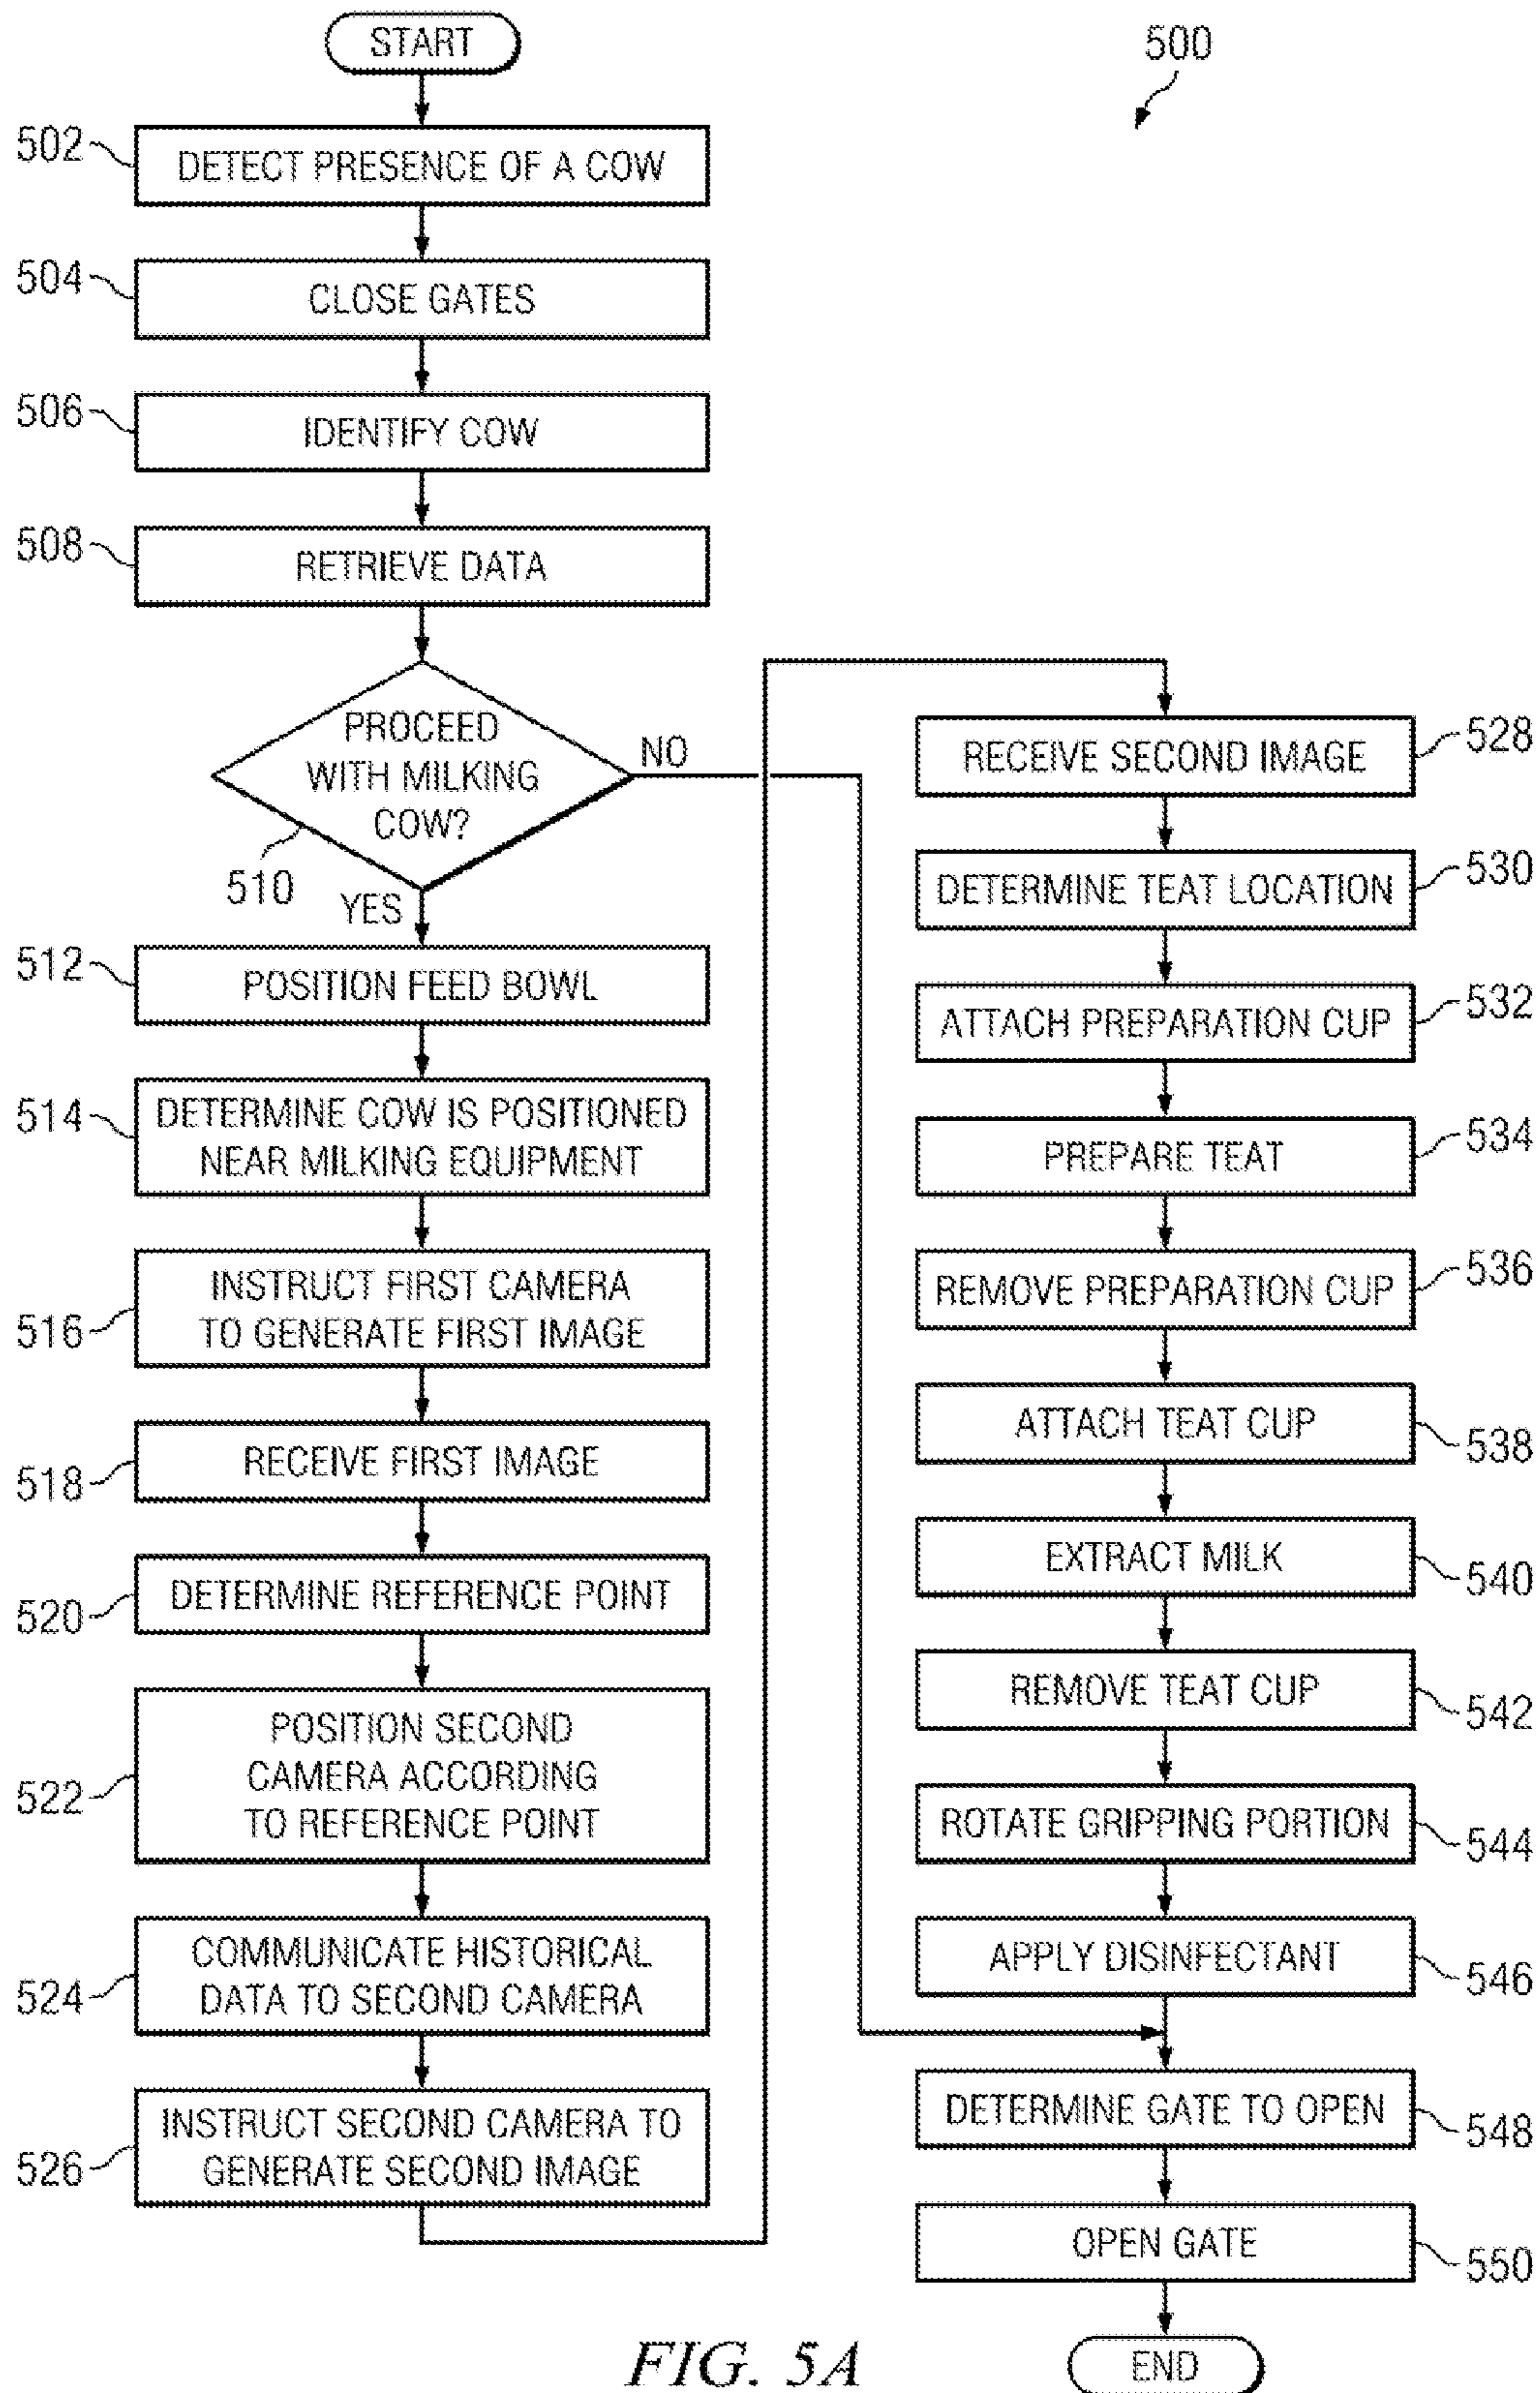 START
500
502
DETECT PRESENCE OF A COW
504
CLOSE GATES
506
IDENTIFY COW
508
RETRIEVE DATA
PROCEED
WITH MILKING
COW?
510
NO
YES
512
POSITION FEED BOWL
514
DETERMINE COW IS POSITIONED
NEAR MILKING EQUIPMENT
516
INSTRUCT FIRST CAMERA
TO GENERATE FIRST IMAGE
518
RECEIVE FIRST IMAGE
520
DETERMINE REFERENCE POINT
522
POSITION SECOND
CAMERA ACCORDING
TO REFERENCE POINT
524
COMMUNICATE HISTORICAL
DATA TO SECOND CAMERA
526
INSTRUCT SECOND CAMERA TO
GENERATE SECOND IMAGE
RECEIVE SECOND IMAGE
528
DETERMINE TEAT LOCATION
530
ATTACH PREPARATION CUP
532
PREPARE TEAT
534
REMOVE PREPARATION CUP
536
ATTACH TEAT CUP
538
EXTRACT MILK
540
REMOVE TEAT CUP
542
ROTATE GRIPPING PORTION
544
APPLY DISINFECTANT
546
DETERMINE GATE TO OPEN
548
OPEN GATE
550
END
FIG. 5A